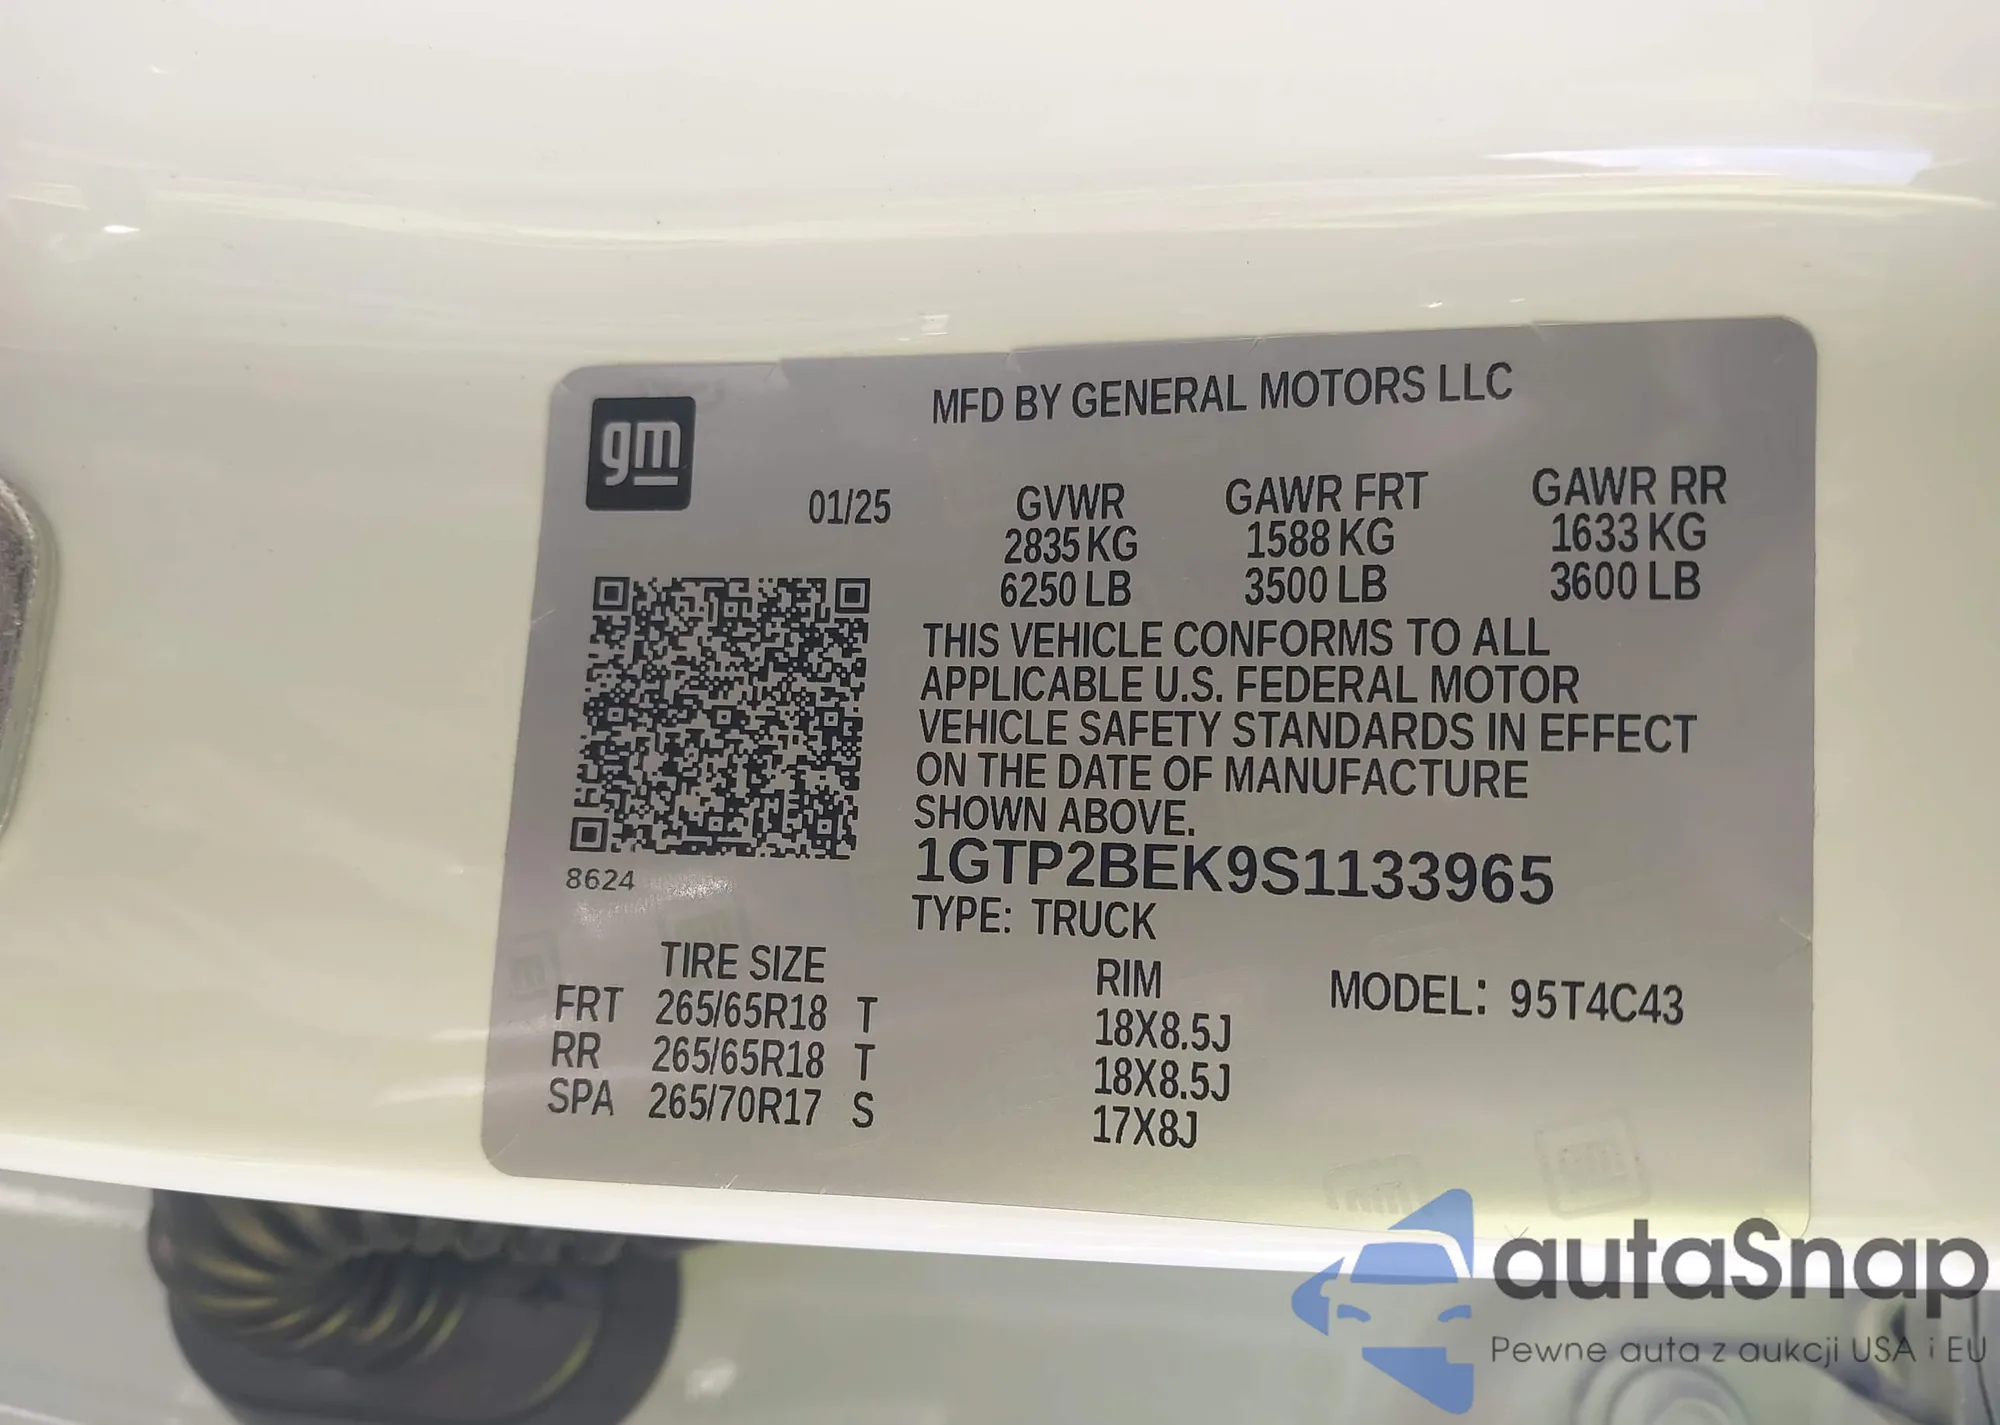 gm
MFD BY GENERAL MOTORS LLC
01/25
GVWR GAWR FRT GAWR RR
2835 KG 1588 KG 1633 KG
6250 LB 3500 LB 3600 LB
THIS VEHICLE CONFORMS TO ALL
APPLICABLE U.S. FEDERAL MOTOR
VEHICLE SAFETY STANDARDS IN EFFECT
ON THE DATE OF MANUFACTURE
SHOWN ABOVE.
1GTP2BEK9S1133965
8624
TYPE: TRUCK
TIRE SIZE RIM MODEL: 95T4C43
FRT 265/65R18 T 18X8.5J
RR 265/65R18 T 18X8.5J
SPA 265/70R17 S 17X8J
autaSnap
Pewne auta z aukcji USA i EU